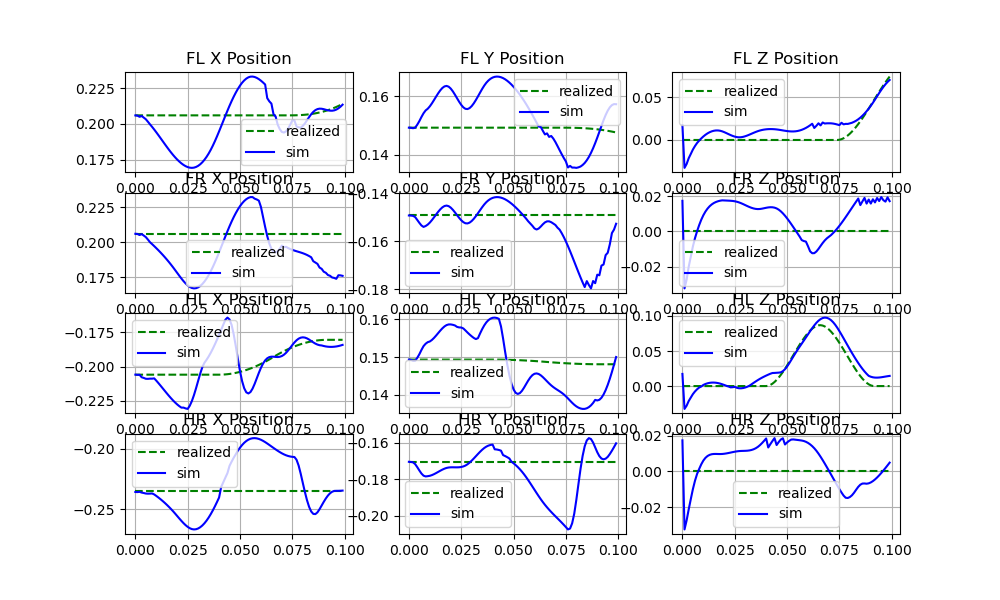 FL X Position
FL Y Position
FL Z Position
0.225
0.200
0.175
realized
sim
0.16
0.14
realized
sim
0.05
0.00
realized
sim
0.000 0.025 0.050 0.075 0.100
0.000 0.025 0.050 0.075 0.100
0.000 0.025 0.050 0.075 0.100
FR X Position
FR Y Position
FR Z Position
0.225
0.200
0.175
realized
sim
−0.14
−0.16
−0.18
realized
sim
0.02
0.00
−0.02
realized
sim
0.000 0.025 0.050 0.075 0.100
0.000 0.025 0.050 0.075 0.100
0.000 0.025 0.050 0.075 0.100
HL X Position
HL Y Position
HL Z Position
−0.175
−0.200
−0.225
realized
sim
0.16
0.15
0.14
realized
sim
0.10
0.05
0.00
realized
sim
0.000 0.025 0.050 0.075 0.100
0.000 0.025 0.050 0.075 0.100
0.000 0.025 0.050 0.075 0.100
HR X Position
HR Y Position
HR Z Position
−0.20
−0.25
realized
sim
−0.16
−0.18
−0.20
realized
sim
0.02
0.00
−0.02
realized
sim
0.000 0.025 0.050 0.075 0.100
0.000 0.025 0.050 0.075 0.100
0.000 0.025 0.050 0.075 0.100